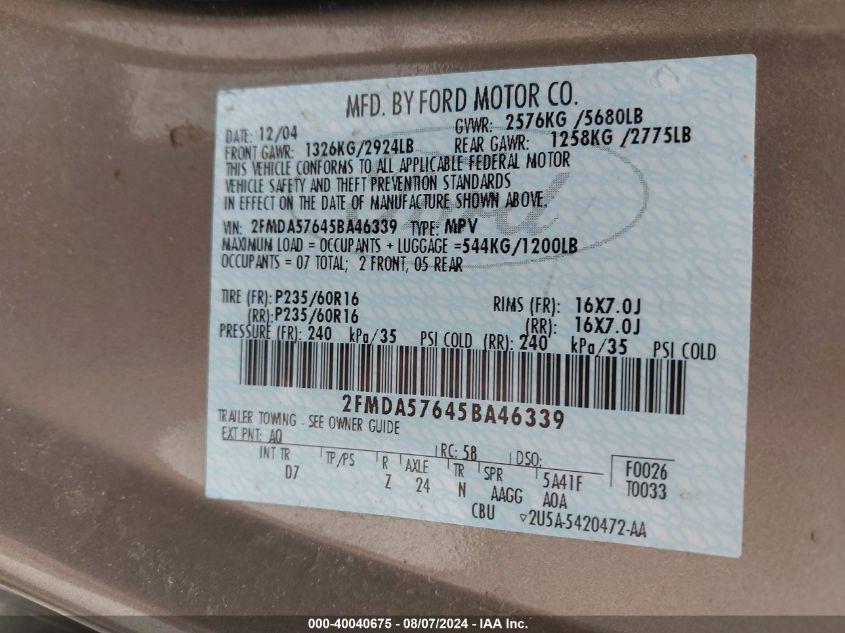 MFD. BY FORD MOTOR CO.
DATE: 12/04 GVWR: 2576KG /5680LB
FRONT GAWR: 1326KG/2924LB REAR GAWR: 1258KG /2775LB
THIS VEHICLE CONFORMS TO ALL APPLICABLE FEDERAL MOTOR
VEHICLE SAFETY AND THEFT PREVENTION STANDARDS
IN EFFECT ON THE DATE OF MANUFACTURE SHOWN ABOVE.
Ford
VIN: 2FMDA57645BA46339 TYPE: MPV
MAXIMUM LOAD = OCCUPANTS + LUGGAGE =544KG/1200LB
OCCUPANTS = 07 TOTAL; 2 FRONT, 05 REAR
TIRE (FR): P235/60R16 RIMS (FR): 16X7.0J
(RR): P235/60R16 (RR): 16X7.0J
PRESSURE (FR): 240 kPa/35 PSI COLD (RR): 240 kPa/35 PSI COLD
2FMDA57645BA46339
TRAILER TOWING - SEE OWNER GUIDE
EXT PNT: AQ RC: 58 DSO: F0026
INT TR TP/PS R AXLE TR SPR 5A41F T0033
D7 Z 24 N AAGG AOA
CBU ▽2U5A-5420472-AA
000-40040675 - 08/07/2024 - IAAI.com.